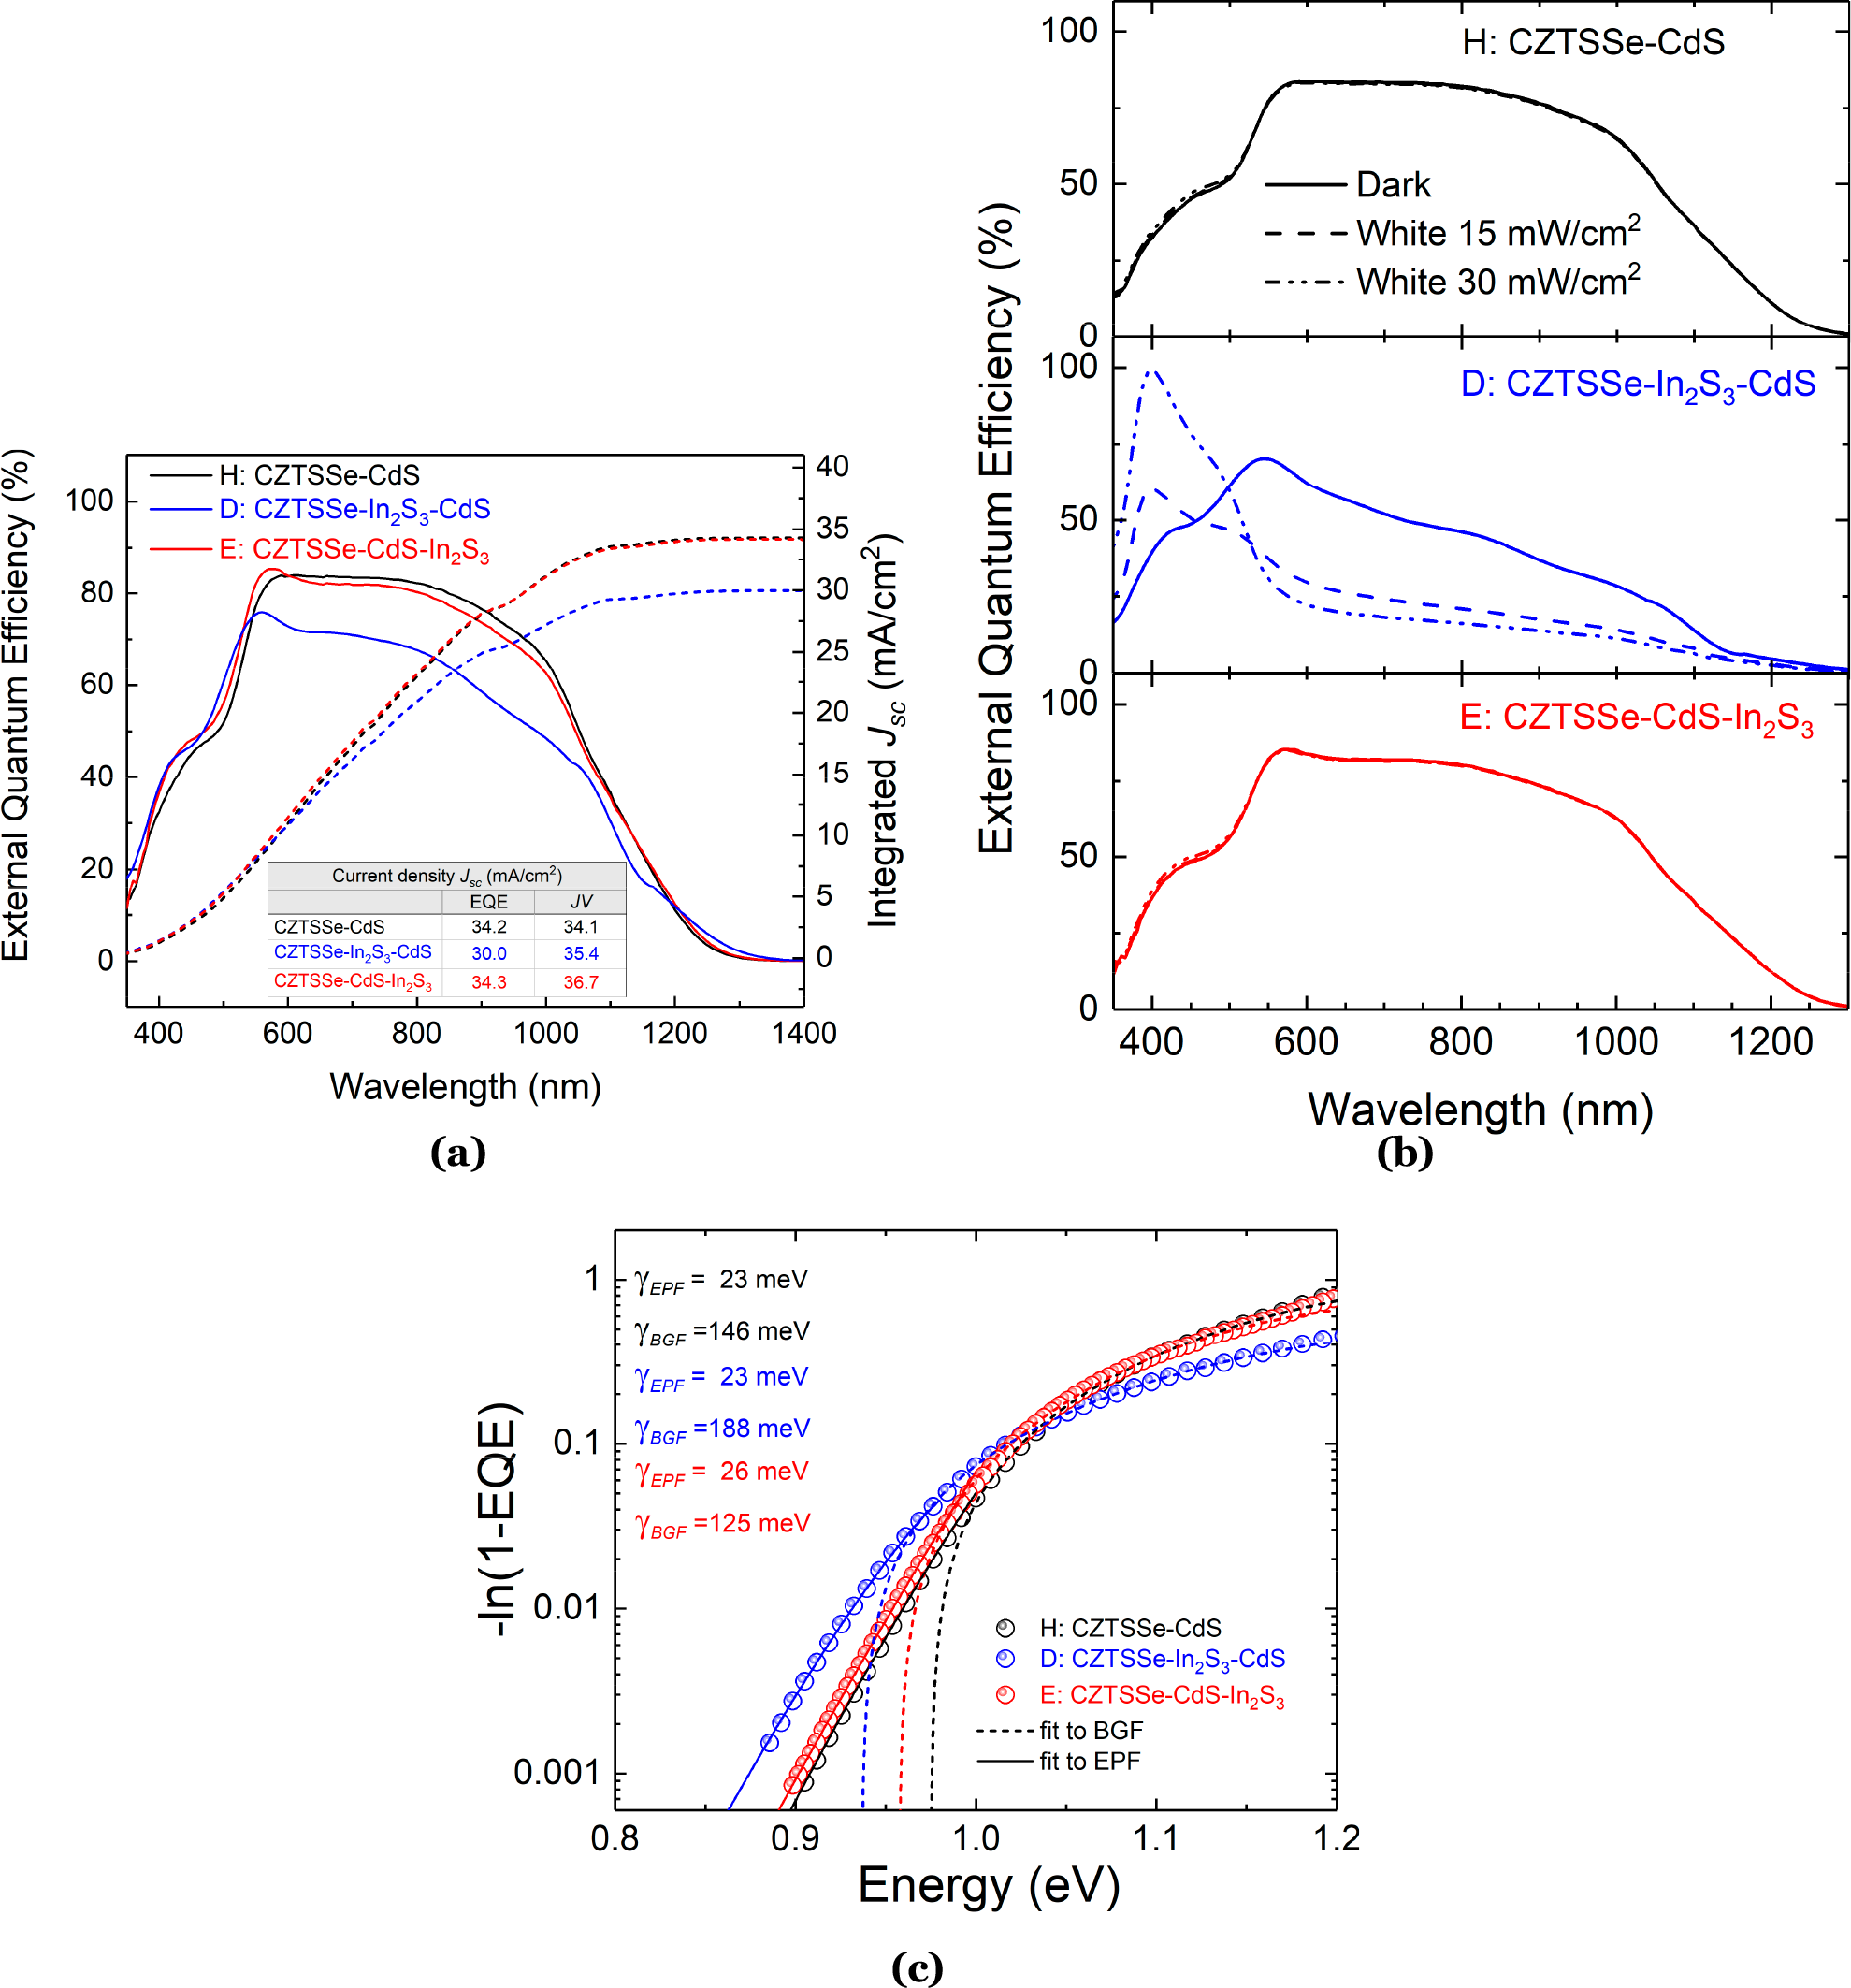 External Quantum Efficiency (%)
100
80
60
40
20
0
H: CZTSSe-CdS
D: CZTSSe-In₂S₃-CdS
E: CZTSSe-CdS-In₂S₃
40
35
30
25
20
15
10
5
0
Integrated Jsc (mA/cm²)
Current density Jsc (mA/cm²)
EQE JV
CZTSSe-CdS 34.2 34.1
CZTSSe-In₂S₃-CdS 30.0 35.4
CZTSSe-CdS-In₂S₃ 34.3 36.7
400 600 800 1000 1200 1400
Wavelength (nm)
(a)
External Quantum Efficiency (%)
100
50
0
H: CZTSSe-CdS
Dark
White 15 mW/cm²
White 30 mW/cm²
100
50
0
D: CZTSSe-In₂S₃-CdS
100
50
0
E: CZTSSe-CdS-In₂S₃
400 600 800 1000 1200
Wavelength (nm)
(b)
-ln(1-EQE)
1
0.1
0.01
0.001
γEPF = 23 meV
γBGF =146 meV
γEPF = 23 meV
γBGF =188 meV
γEPF = 26 meV
γBGF =125 meV
H: CZTSSe-CdS
D: CZTSSe-In₂S₃-CdS
E: CZTSSe-CdS-In₂S₃
fit to BGF
fit to EPF
0.8 0.9 1.0 1.1 1.2
Energy (eV)
(c)